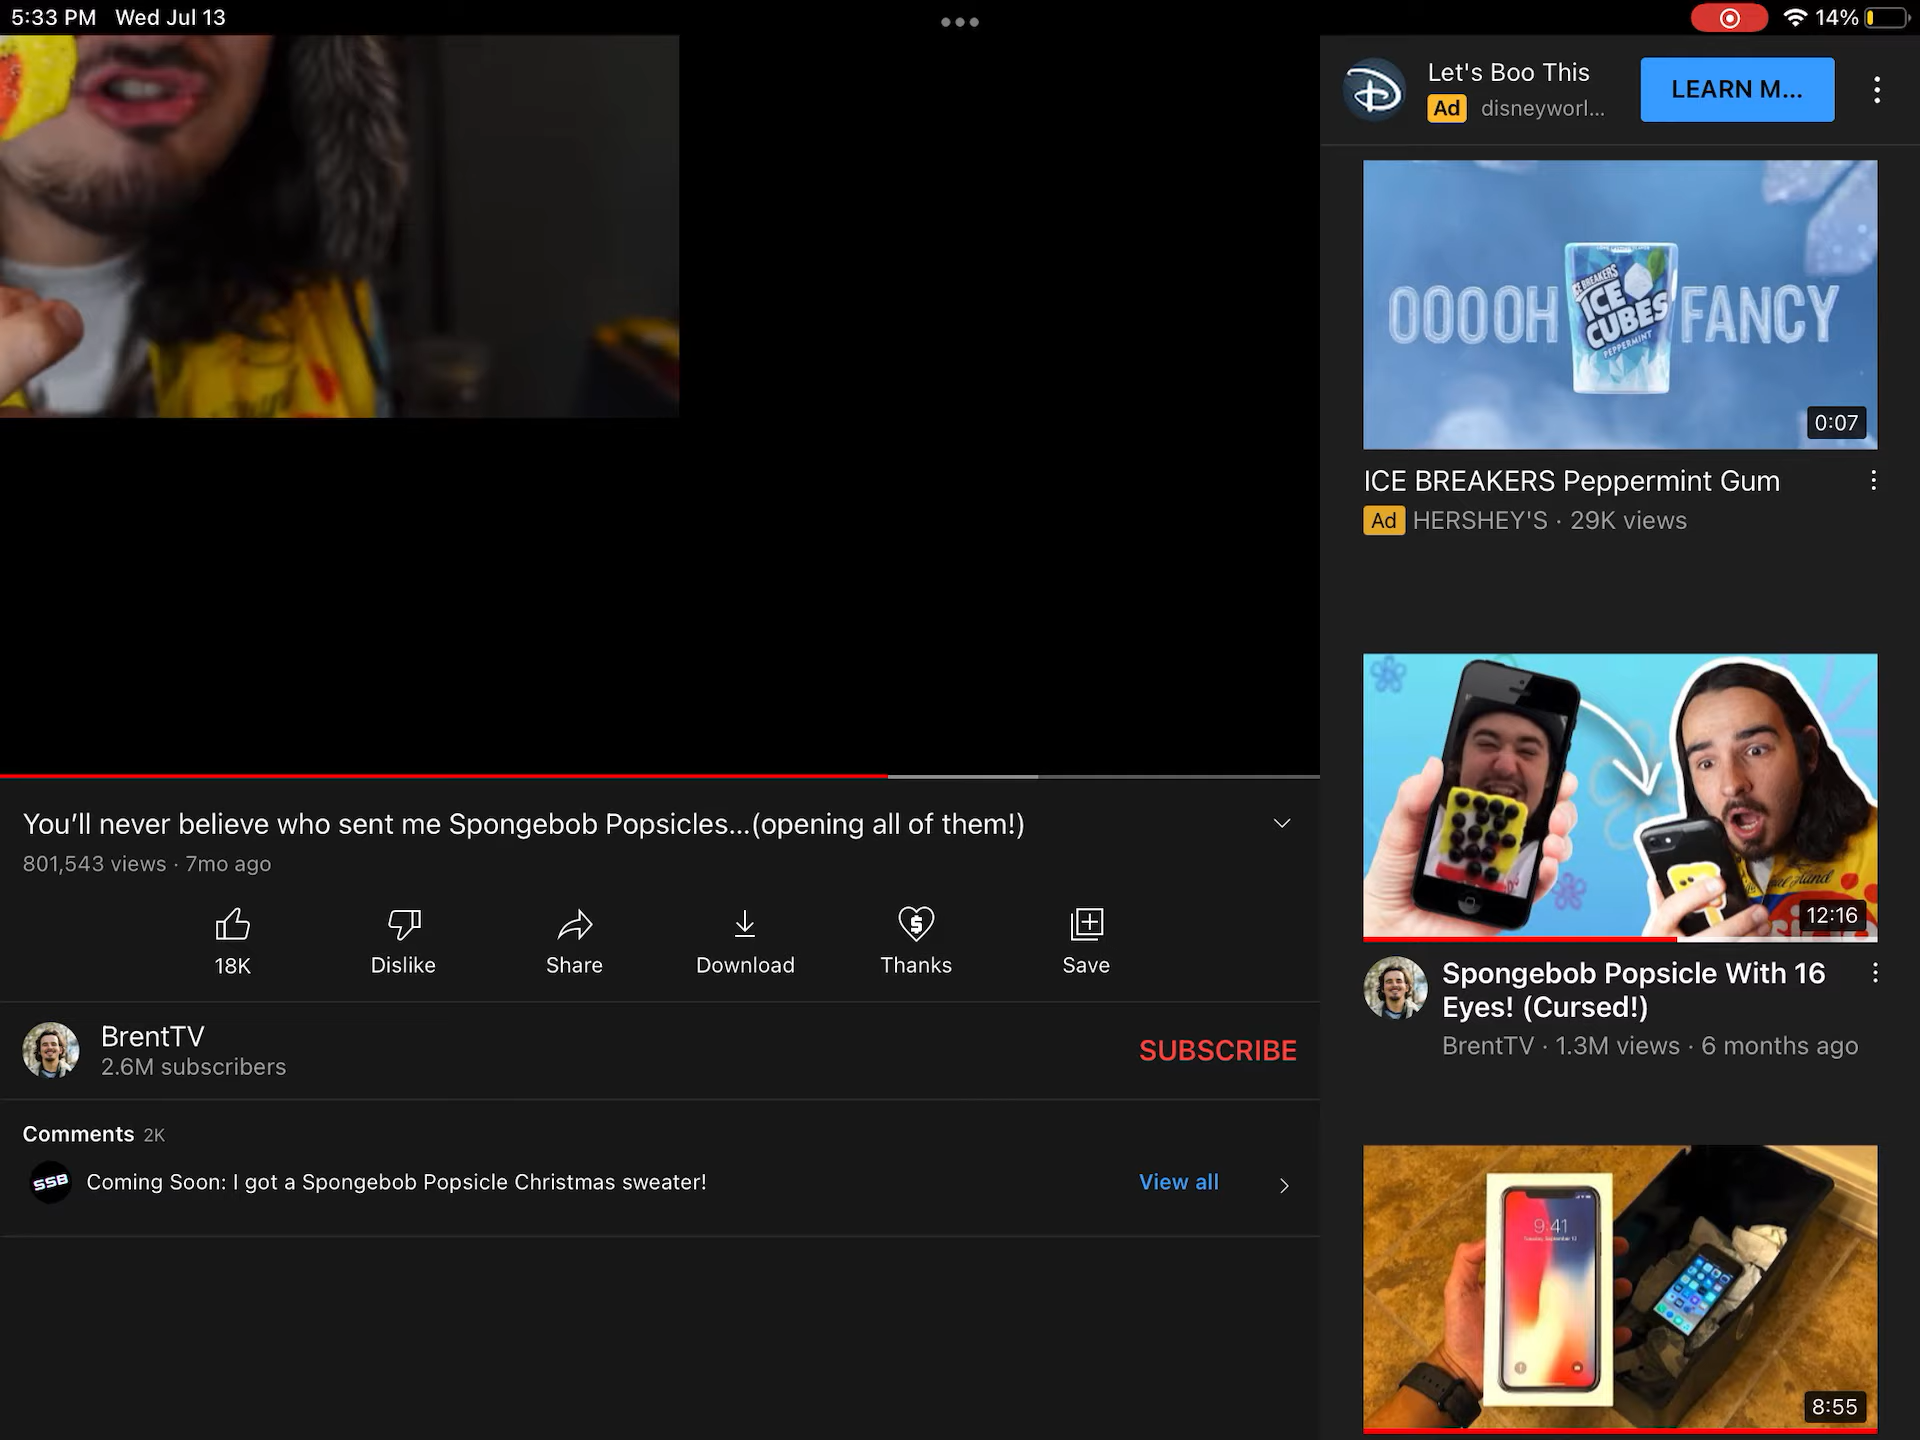 5:33 PM Wed Jul 13
14%
Let's Boo This
Ad disneyworl...
LEARN M...
OOOOH
FANCY
ICE BREAKERS
ICE
CUBES
PEPPERMINT
0:07
ICE BREAKERS Peppermint Gum
Ad HERSHEY'S · 29K views
You’ll never believe who sent me Spongebob Popsicles...(opening all of them!)
801,543 views · 7mo ago
18K
Dislike
Share
Download
Thanks
Save
BrentTV
2.6M subscribers
SUBSCRIBE
Comments 2K
SSB
Coming Soon: I got a Spongebob Popsicle Christmas sweater!
View all
12:16
Spongebob Popsicle With 16
Eyes! (Cursed!)
BrentTV · 1.3M views · 6 months ago
9:41
8:55